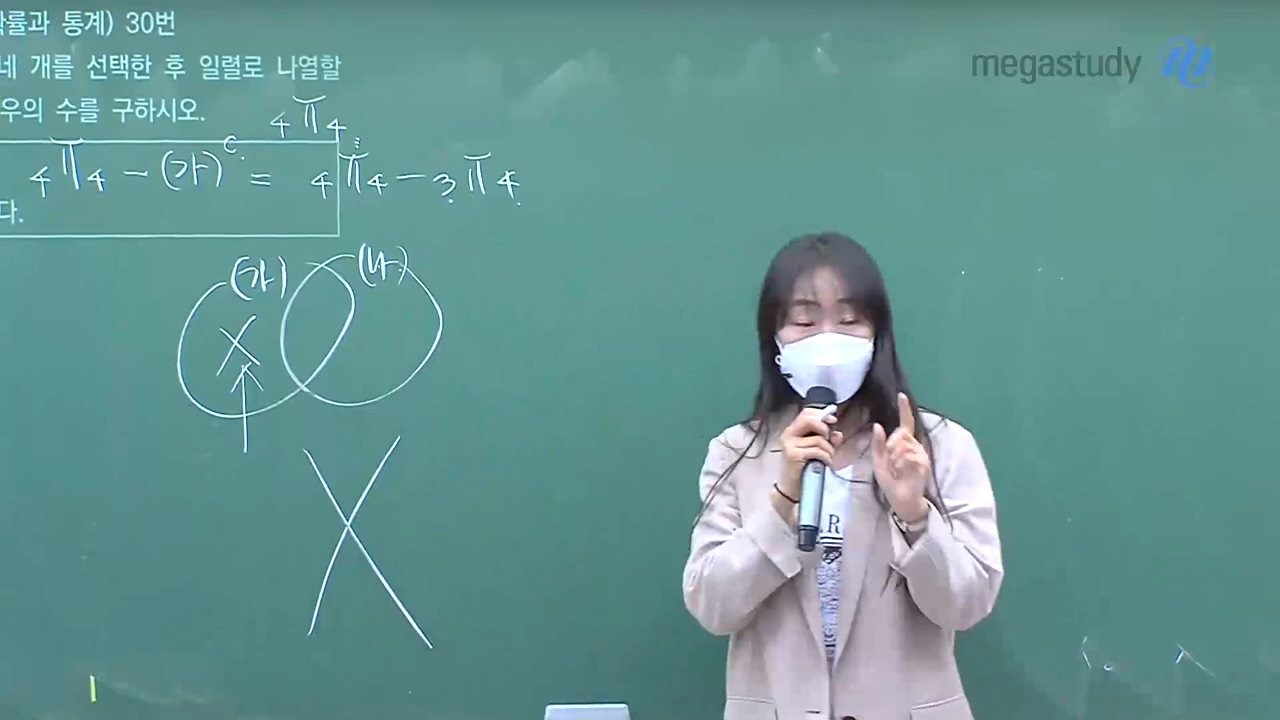 률과 통계) 30번
megastudy
네 개를 선택한 후 일렬로 나열할
우의 수를 구하시오.
₄Π₄
₄Π₄ - (가)ᶜ = ₄Π₄ - ₃Π₄
다.
(가) (나)
.R